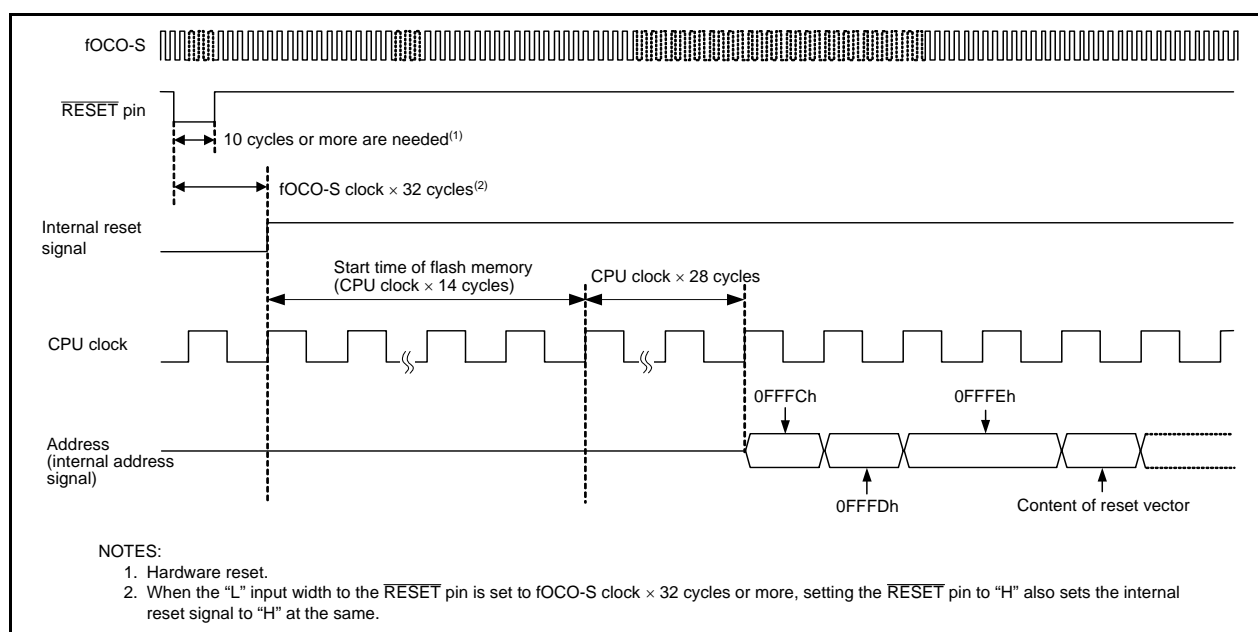 fOCO-S
RESET pin
10 cycles or more are needed(1)
fOCO-S clock × 32 cycles(2)
Internal reset
signal
Start time of flash memory
(CPU clock × 14 cycles)
CPU clock × 28 cycles
CPU clock
0FFFCh
0FFFEh
Address
(internal address
signal)
0FFFDh
Content of reset vector
NOTES:
1. Hardware reset.
2. When the “L” input width to the RESET pin is set to fOCO-S clock × 32 cycles or more, setting the RESET pin to “H” also sets the internal
reset signal to “H” at the same.